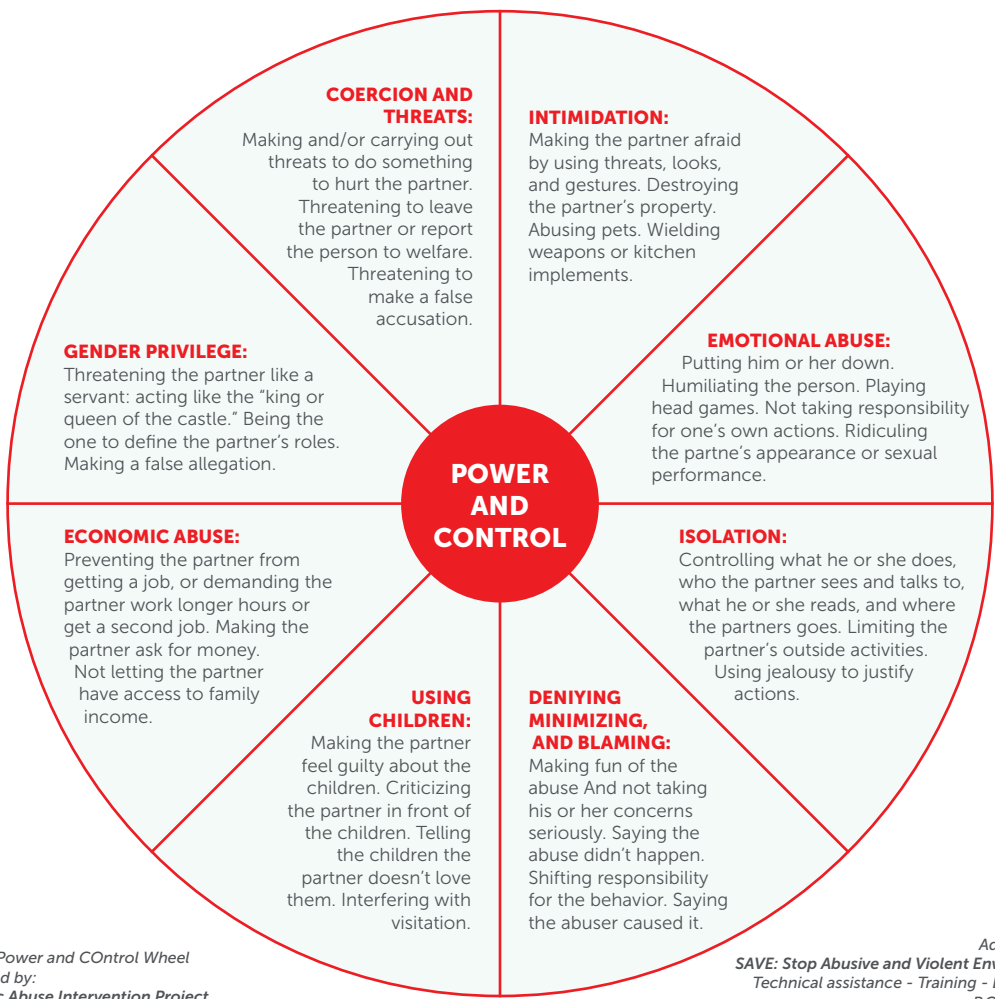 COERCION AND
THREATS:
Making and/or carrying out
threats to do something
to hurt the partner.
Threatening to leave
the partner or report
the person to welfare.
Threatening to
make a false
accusation.
INTIMIDATION:
Making the partner afraid
by using threats, looks,
and gestures. Destroying
the partner's property.
Abusing pets. Wielding
weapons or kitchen
implements.
GENDER PRIVILEGE:
Threatening the partner like a
servant: acting like the "king or
queen of the castle." Being the
one to define the partner's roles.
Making a false allegation.
EMOTIONAL ABUSE:
Putting him or her down.
Humiliating the person. Playing
head games. Not taking responsibility
for one's own actions. Ridiculing
the partne's appearance or sexual
performance.
POWER
AND
CONTROL
ECONOMIC ABUSE:
Preventing the partner from
getting a job, or demanding the
partner work longer hours or
get a second job. Making the
partner ask for money.
Not letting the partner
have access to family
income.
ISOLATION:
Controlling what he or she does,
who the partner sees and talks to,
what he or she reads, and where
the partners goes. Limiting the
partner's outside activities.
Using jealousy to justify
actions.
USING
CHILDREN:
Making the partner
feel guilty about the
children. Criticizing
the partner in front of
the children. Telling
the children the
partner doesn't love
them. Interfering with
visitation.
DENIYING
MINIMIZING,
AND BLAMING:
Making fun of the
abuse And not taking
his or her concerns
seriously. Saying the
abuse didn't happen.
Shifting responsibility
for the behavior. Saying
the abuser caused it.
Power and COntrol Wheel
by:
Abuse Intervention Project
SAVE: Stop Abusive and Violent
Technical assistance - Training -